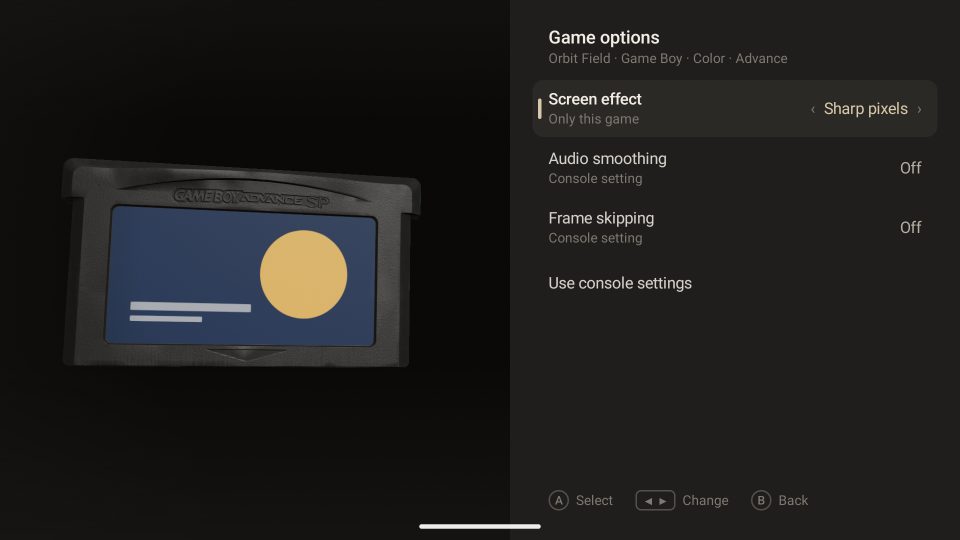 Game options
Orbit Field · Game Boy · Color · Advance
Screen effect
Only this game
‹ Sharp pixels ›
Audio smoothing
Console setting
Off
Frame skipping
Console setting
Off
Use console settings
GAME BOY ADVANCE SP
A Select
◄ ► Change
B Back